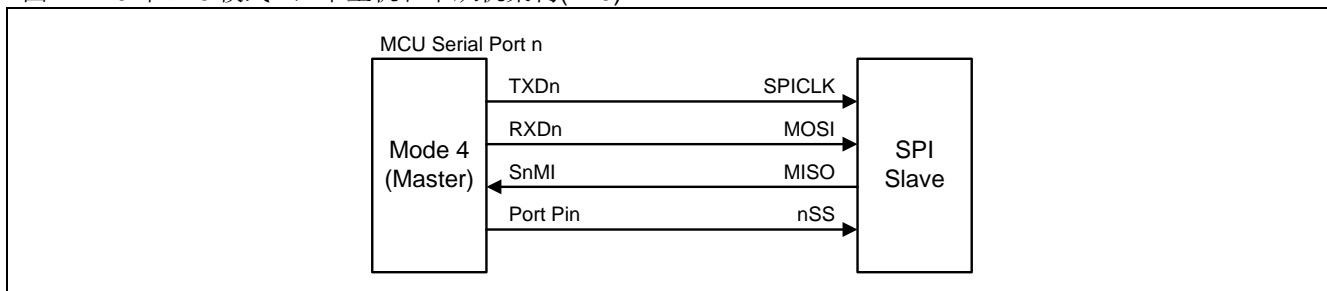 MCU Serial Port n
TXDn SPICLK
RXDn MOSI
Mode 4
(Master)
SPI
Slave
SnMI MISO
Port Pin nSS